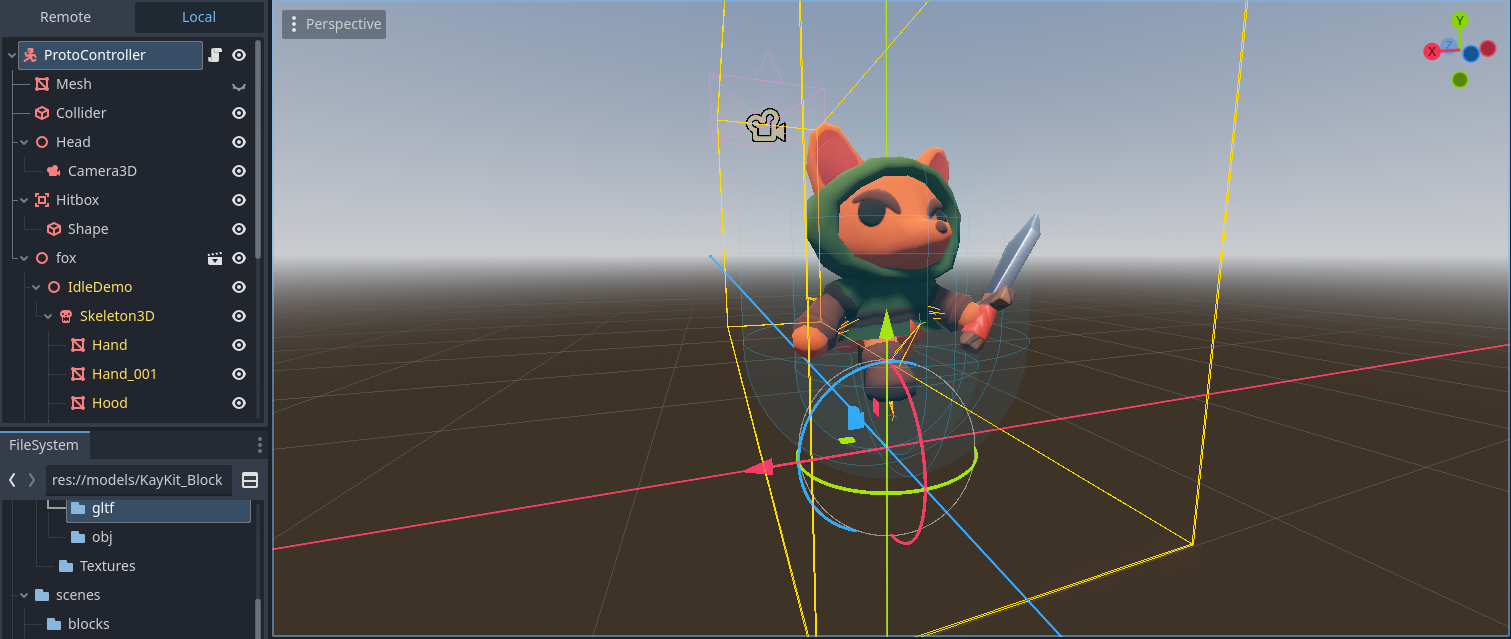 Remote Local
ProtoController
Mesh
Collider
Head
Camera3D
Hitbox
Shape
fox
IdleDemo
Skeleton3D
Hand
Hand_001
Hood
FileSystem
res://models/KayKit_Block
gltf
obj
Textures
scenes
blocks
Perspective
Y
Z
X